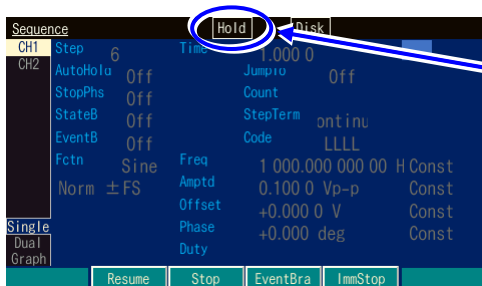 Sequence Hold Disk
CH1 Step 6 Time 1.000 0
CH2 AutoHold Off JumpTo Off
StopPhs Off Count
StateB Off StepTerm ontinu
EventB Off Code LLLL
Fctn Sine Freq 1 000.000 000 00 H Const
Norm ±FS Amptd 0.100 0 Vp-p Const
Offset +0.000 0 V Const
Single Phase +0.000 deg Const
Dual Duty
Graph
Resume Stop EventBra ImmStop